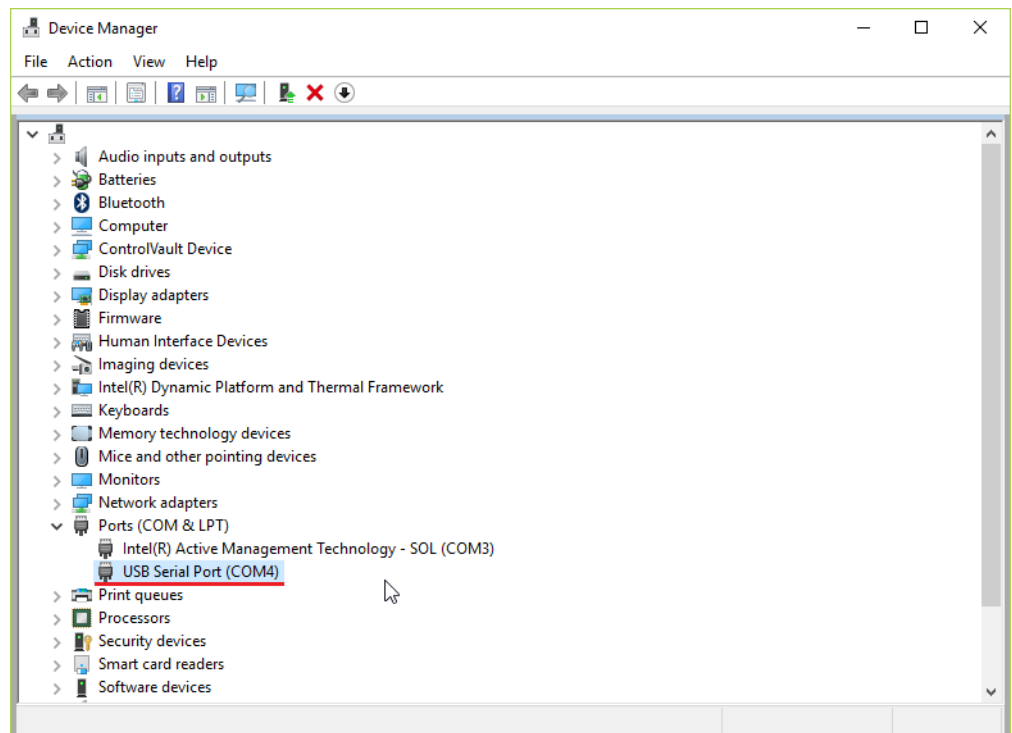 Device Manager
File Action View Help
Audio inputs and outputs
Batteries
Bluetooth
Computer
ControlVault Device
Disk drives
Display adapters
Firmware
Human Interface Devices
Imaging devices
Intel(R) Dynamic Platform and Thermal Framework
Keyboards
Memory technology devices
Mice and other pointing devices
Monitors
Network adapters
Ports (COM & LPT)
Intel(R) Active Management Technology - SOL (COM3)
USB Serial Port (COM4)
Print queues
Processors
Security devices
Smart card readers
Software devices